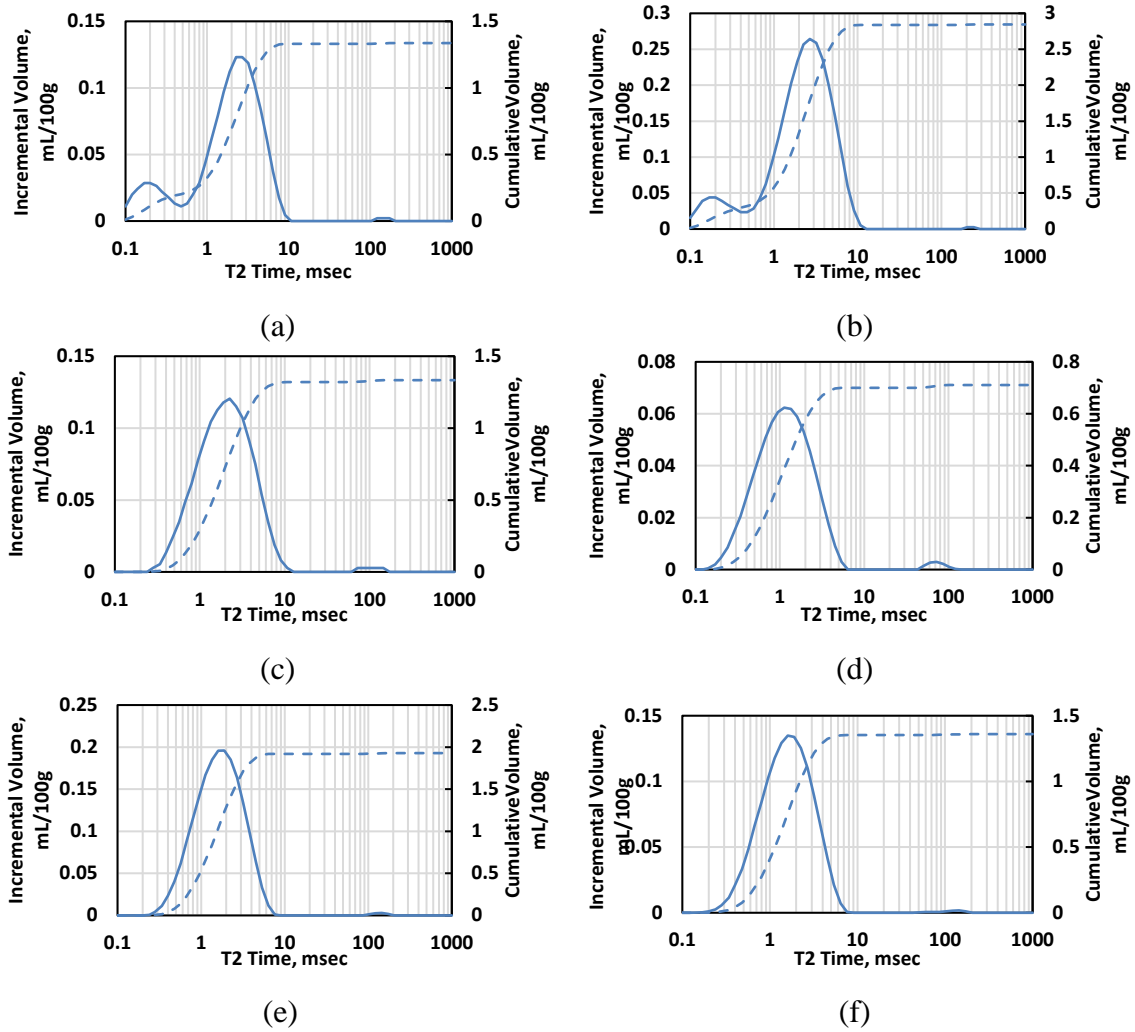 Incremental Volume,
mL/100g
0.15
0.1
0.05
0
1.5
1
0.5
0
CumulativeVolume,
mL/100g
0.1 1 10 100 1000
T2 Time, msec
(a)
Incremental Volume,
mL/100g
0.3
0.25
0.2
0.15
0.1
0.05
0
3
2.5
2
1.5
1
0.5
0
CumulativeVolume,
mL/100g
0.1 1 10 100 1000
T2 Time, msec
(b)
Incremental Volume,
mL/100g
0.15
0.1
0.05
0
1.5
1
0.5
0
CumulativeVolume,
mL/100g
0.1 1 10 100 1000
T2 Time, msec
(c)
Incremental Volume,
mL/100g
0.08
0.06
0.04
0.02
0
0.8
0.6
0.4
0.2
0
CumulativeVolume,
mL/100g
0.1 1 10 100 1000
T2 Time, msec
(d)
Incremental Volume,
mL/100g
0.25
0.2
0.15
0.1
0.05
0
2.5
2
1.5
1
0.5
0
CumulativeVolume,
mL/100g
0.1 1 10 100 1000
T2 Time, msec
(e)
Incremental Volume,
mL/100g
0.15
0.1
0.05
0
1.5
1
0.5
0
CumulativeVolume,
mL/100g
0.1 1 10 100 1000
T2 Time, msec
(f)